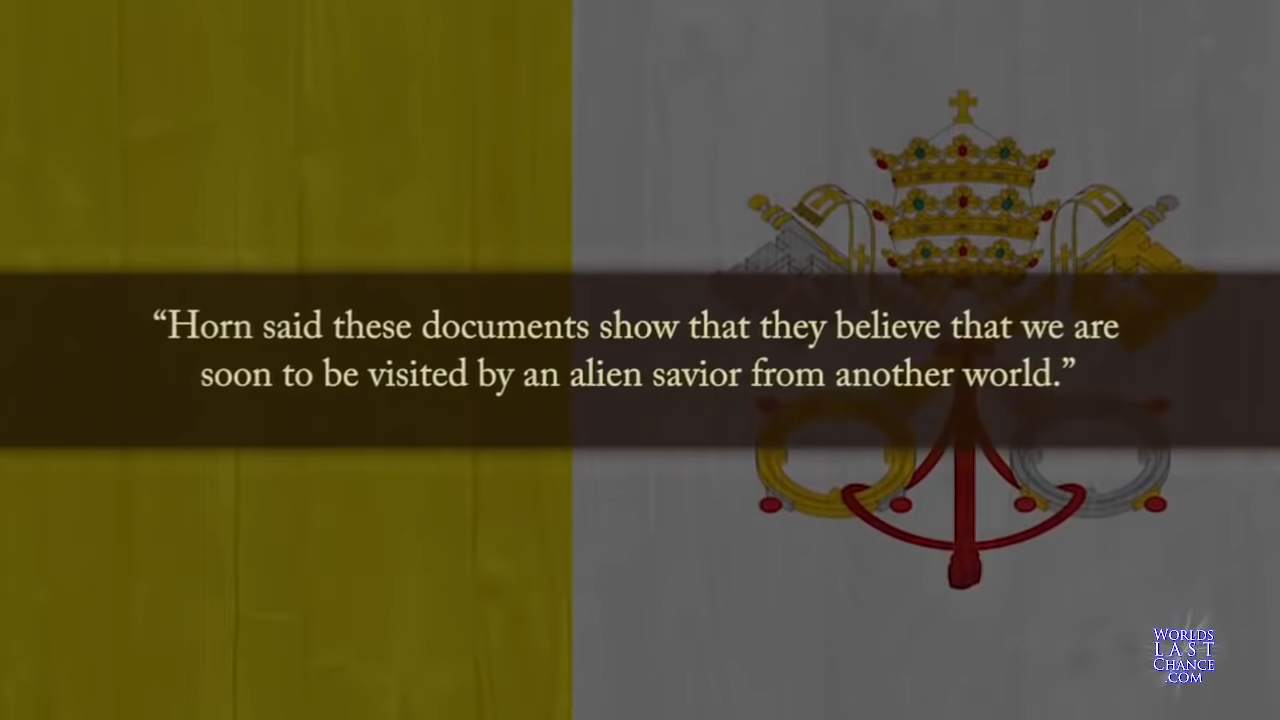 “Horn said these documents show that they believe that we are
soon to be visited by an alien savior from another world.”
WORLDS
LAST
CHANCE
.COM